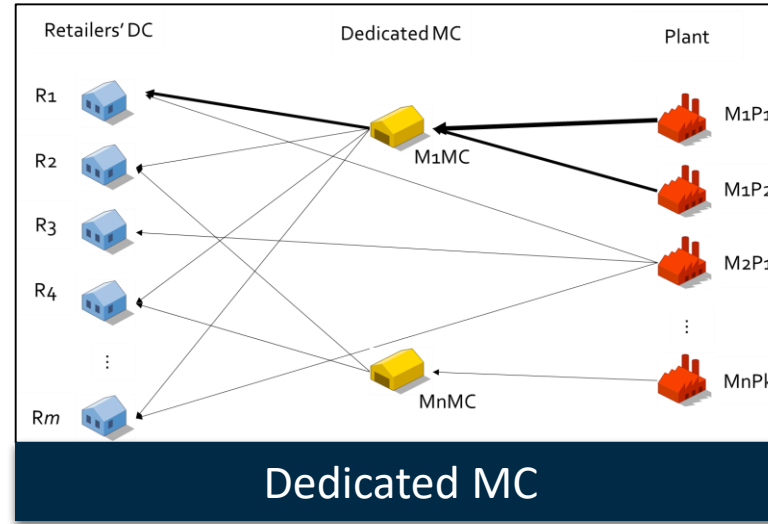 Retailers' DC Dedicated MC Plant
R1 M1P1
M1MC
R2 M1P2
R3 M2P1
R4
⋮ ⋮
MnMC MnPk
Rm
Dedicated MC